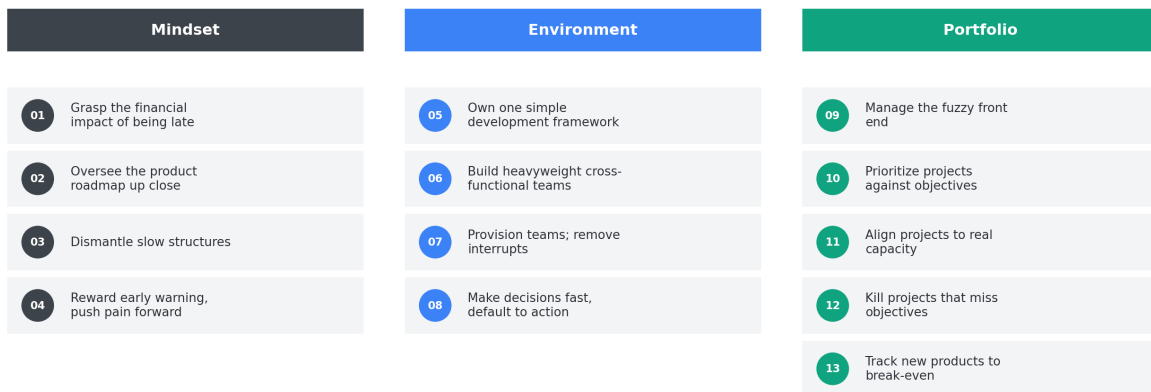 Mindset
01
Grasp the financial
impact of being late
02
Oversee the product
roadmap up close
03
Dismantle slow structures
04
Reward early warning,
push pain forward
Environment
05
Own one simple
development framework
06
Build heavyweight cross-
functional teams
07
Provision teams; remove
interrupts
08
Make decisions fast,
default to action
Portfolio
09
Manage the fuzzy front
end
10
Prioritize projects
against objectives
11
Align projects to real
capacity
12
Kill projects that miss
objectives
13
Track new products to
break-even